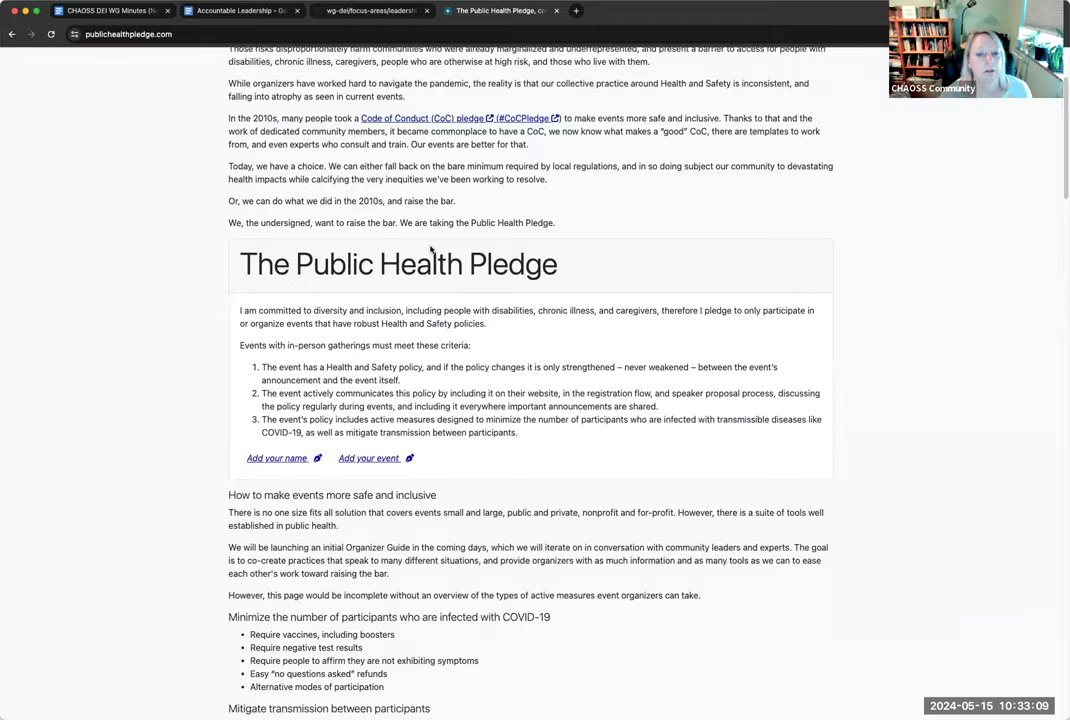 CHAOSS DEI WG Minutes (N
Accountable Leadership - Go
wg-dei/focus-areas/leadershi
The Public Health Pledge, co
publichealthpledge.com
Those risks disproportionately harm communities who were already marginalized and underrepresented, and present a barrier to access for people with
disabilities, chronic illness, caregivers, people who are otherwise at high risk, and those who live with them.
While organizers have worked hard to navigate the pandemic, the reality is that our collective practice around Health and Safety is inconsistent, and
falling into atrophy as seen in current events.
In the 2010s, many people took a Code of Conduct (CoC) pledge (#CoCPledge) to make events more safe and inclusive. Thanks to that and the
work of dedicated community members, it became commonplace to have a CoC, we now know what makes a “good” CoC, there are templates to work
from, and even experts who consult and train. Our events are better for that.
Today, we have a choice. We can either fall back on the bare minimum required by local regulations, and in so doing subject our community to devastating
health impacts while calcifying the very inequities we’ve been working to resolve.
Or, we can do what we did in the 2010s, and raise the bar.
We, the undersigned, want to raise the bar. We are taking the Public Health Pledge.
The Public Health Pledge
I am committed to diversity and inclusion, including people with disabilities, chronic illness, and caregivers, therefore I pledge to only participate in
or organize events that have robust Health and Safety policies.
Events with in-person gatherings must meet these criteria:
1. The event has a Health and Safety policy, and if the policy changes it is only strengthened – never weakened – between the event’s
announcement and the event itself.
2. The event actively communicates this policy by including it on their website, in the registration flow, and speaker proposal process, discussing
the policy regularly during events, and including it everywhere important announcements are shared.
3. The event’s policy includes active measures designed to minimize the number of participants who are infected with transmissible diseases like
COVID-19, as well as mitigate transmission between participants.
Add your name Add your event
How to make events more safe and inclusive
There is no one size fits all solution that covers events small and large, public and private, nonprofit and for-profit. However, there is a suite of tools well
established in public health.
We will be launching an initial Organizer Guide in the coming days, which we will iterate on in conversation with community leaders and experts. The goal
is to co-create practices that speak to many different situations, and provide organizers with as much information and as many tools as we can to ease
each other's work toward raising the bar.
However, this page would be incomplete without an overview of the types of active measures event organizers can take.
Minimize the number of participants who are infected with COVID-19
• Require vaccines, including boosters
• Require negative test results
• Require people to affirm they are not exhibiting symptoms
• Easy “no questions asked” refunds
• Alternative modes of participation
Mitigate transmission between participants
CHAOSS Community
2024-05-15 10:33:09